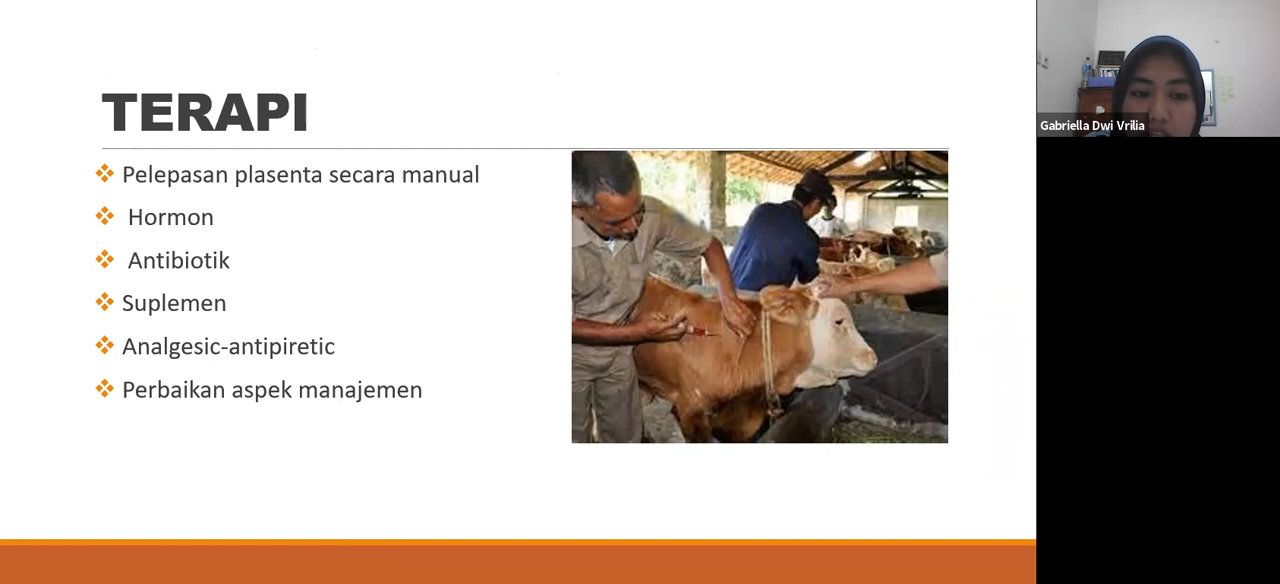 TERAPI
Pelepasan plasenta secara manual
Hormon
Antibiotik
Suplemen
Analgesic-antipiretic
Perbaikan aspek manajemen
Gabriella Dwi Vrilia